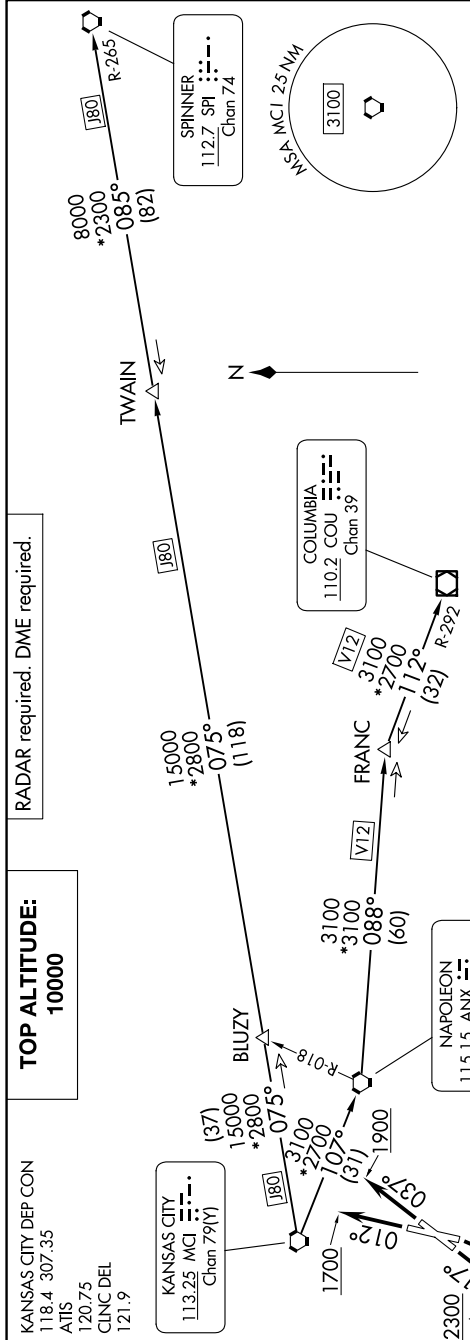 KANSAS CITY DEP CON
118.4 307.35
ATIS
120.75
CLNC DEL
121.9
TOP ALTITUDE:
10000
RADAR required. DME required.
SPINNER
112.7 SPI
Chan 74
R-265
J80
8000
*2300
085°
(82)
MSA MCI 25 NM
3100
TWAIN
N
J80
15000
*2800
075°
(118)
COLUMBIA
110.2 COU
Chan 39
R-292
V12
3100
*2700
112°
(32)
FRANC
V12
3100
*3100
088°
(60)
BLUZY
R-018
(37)
15000
*2800
075°
J80
KANSAS CITY
113.25 MCI
Chan 79(Y)
3100
*2700
107°
(31)
NAPOLEON
115.15 ANX
1900
037°
1700
012°
2300